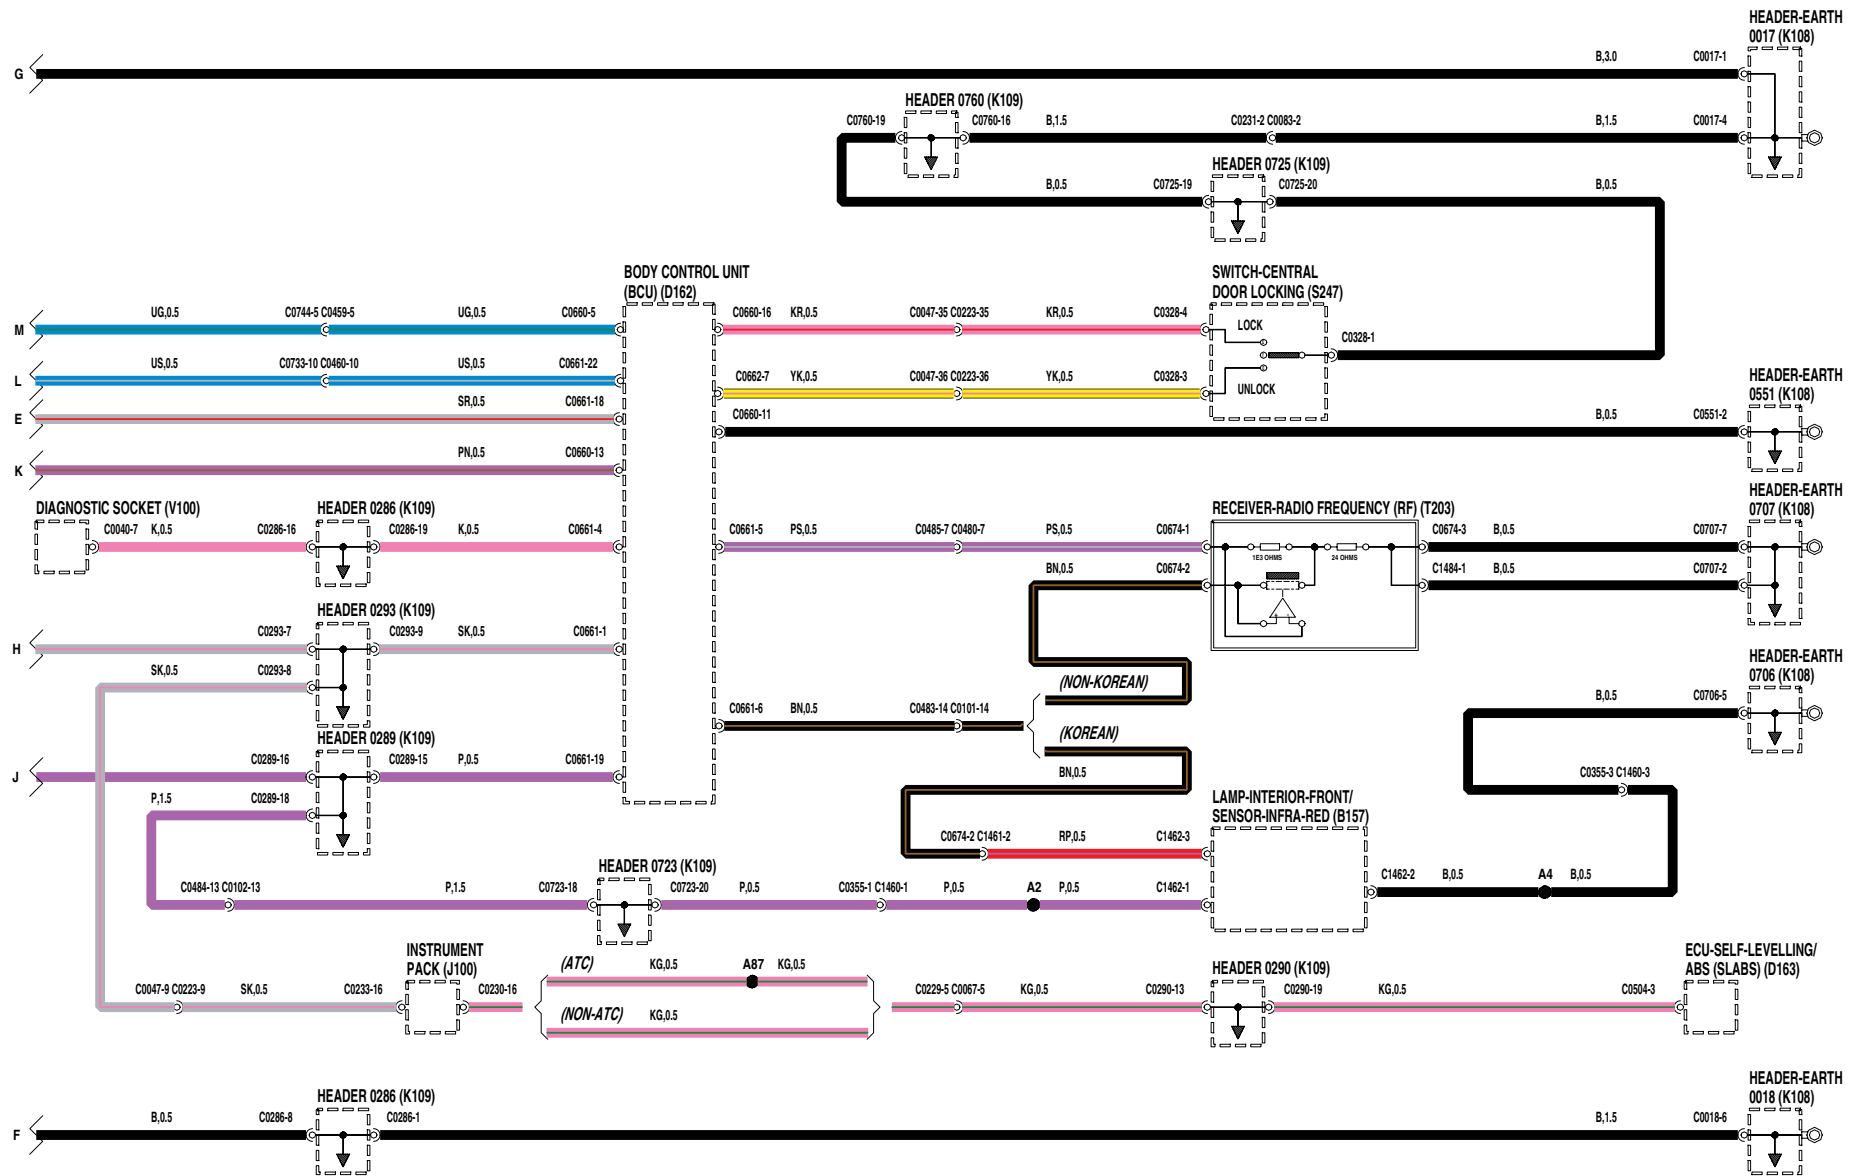 HEADER-EARTH
0017 (K108)
G
B,3.0
C0017-1
HEADER 0760 (K109)
C0760-19
C0760-16
B,1.5
C0231-2 C0083-2
B,1.5
C0017-4
HEADER 0725 (K109)
B,0.5
C0725-19
C0725-20
B,0.5
BODY CONTROL UNIT
(BCU) (D162)
SWITCH-CENTRAL
DOOR LOCKING (S247)
M
UG,0.5
C0744-5 C0459-5
UG,0.5
C0660-5
C0660-16
KR,0.5
C0047-35 C0223-35
KR,0.5
C0328-4
LOCK
C0328-1
L
US,0.5
C0733-10 C0460-10
US,0.5
C0661-22
C0662-7
YK,0.5
C0047-36 C0223-36
YK,0.5
C0328-3
UNLOCK
HEADER-EARTH
0551 (K108)
E
SR,0.5
C0661-18
C0660-11
B,0.5
C0551-2
K
PN,0.5
C0660-13
DIAGNOSTIC SOCKET (V100)
HEADER 0286 (K109)
RECEIVER-RADIO FREQUENCY (RF) (T203)
HEADER-EARTH
0707 (K108)
C0040-7
K,0.5
C0286-16
C0286-19
K,0.5
C0661-4
C0661-5
PS,0.5
C0485-7 C0480-7
PS,0.5
C0674-1
1E3 OHMS
24 OHMS
C0674-3
B,0.5
C0707-7
BN,0.5
C0674-2
C1484-1
B,0.5
C0707-2
HEADER 0293 (K109)
H
C0293-7
C0293-9
SK,0.5
C0661-1
SK,0.5
C0293-8
HEADER-EARTH
0706 (K108)
(NON-KOREAN)
B,0.5
C0706-5
C0661-6
BN,0.5
C0483-14 C0101-14
(KOREAN)
HEADER 0289 (K109)
J
C0289-16
C0289-15
P,0.5
C0661-19
BN,0.5
C0355-3 C1460-3
P,1.5
C0289-18
LAMP-INTERIOR-FRONT/
SENSOR-INFRA-RED (B157)
C0674-2 C1461-2
RP,0.5
C1462-3
HEADER 0723 (K109)
C0484-13 C0102-13
P,1.5
C0723-18
C0723-20
P,0.5
C0355-1 C1460-1
P,0.5
A2
P,0.5
C1462-1
C1462-2
B,0.5
A4
B,0.5
INSTRUMENT
PACK (J100)
(ATC)
KG,0.5
A87
KG,0.5
HEADER 0290 (K109)
ECU-SELF-LEVELLING/
ABS (SLABS) (D163)
C0047-9 C0223-9
SK,0.5
C0233-16
C0230-16
(NON-ATC)
KG,0.5
C0229-5 C0067-5
KG,0.5
C0290-13
C0290-19
KG,0.5
C0504-3
HEADER 0286 (K109)
HEADER-EARTH
0018 (K108)
F
B,0.5
C0286-8
C0286-1
B,1.5
C0018-6